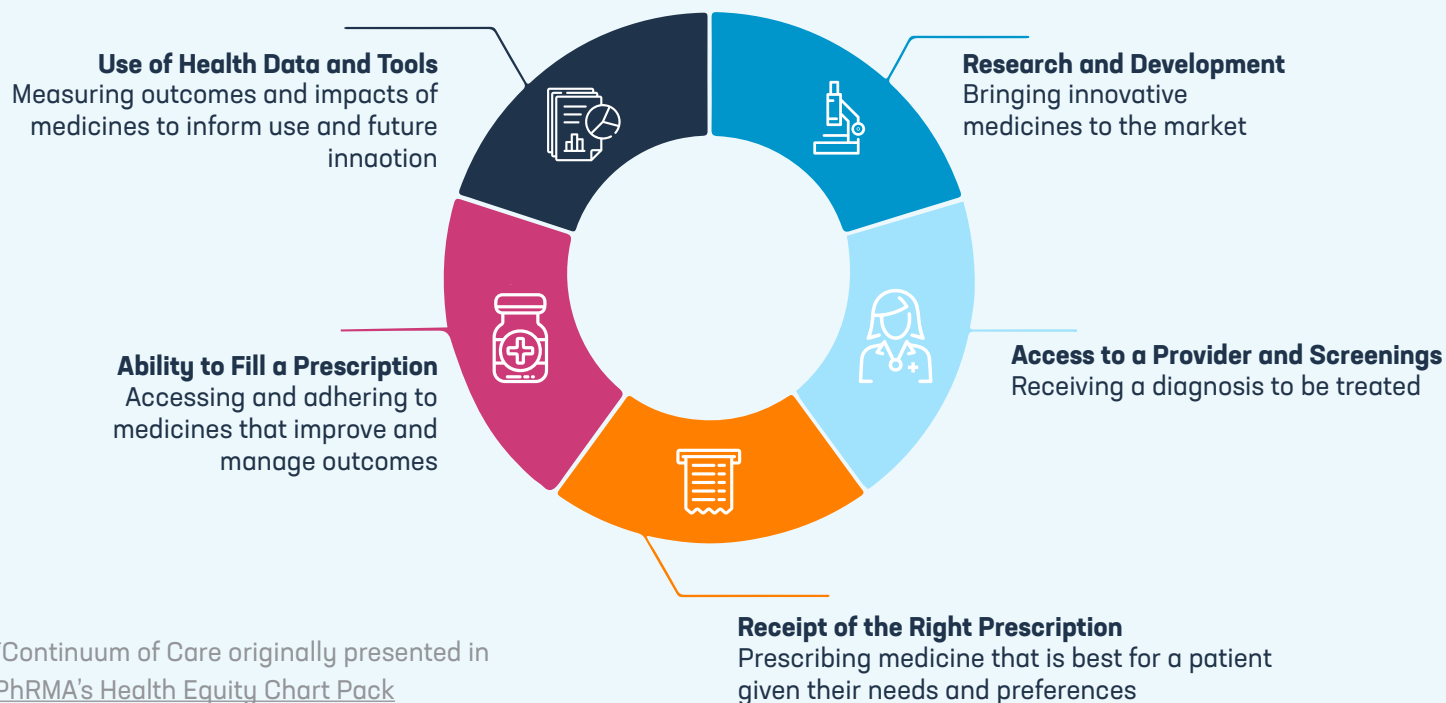 Use of Health Data and Tools
Measuring outcomes and impacts of
medicines to inform use and future
innaotion
Research and Development
Bringing innovative
medicines to the market
Access to a Provider and Screenings
Receiving a diagnosis to be treated
Receipt of the Right Prescription
Prescribing medicine that is best for a patient
given their needs and preferences
Ability to Fill a Prescription
Accessing and adhering to
medicines that improve and
manage outcomes
*Continuum of Care originally presented in
PhRMA's Health Equity Chart Pack